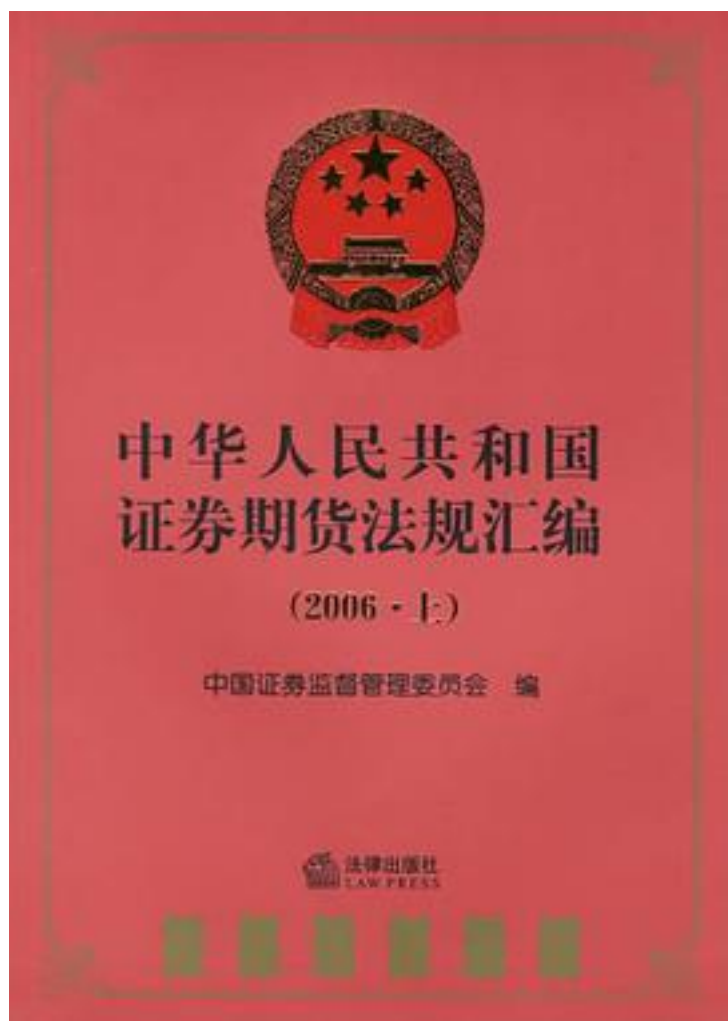 中华人民共和国
证券期货法规汇编
(2006·上)
中国证券监督管理委员会 编
法律出版社
LAW PRESS